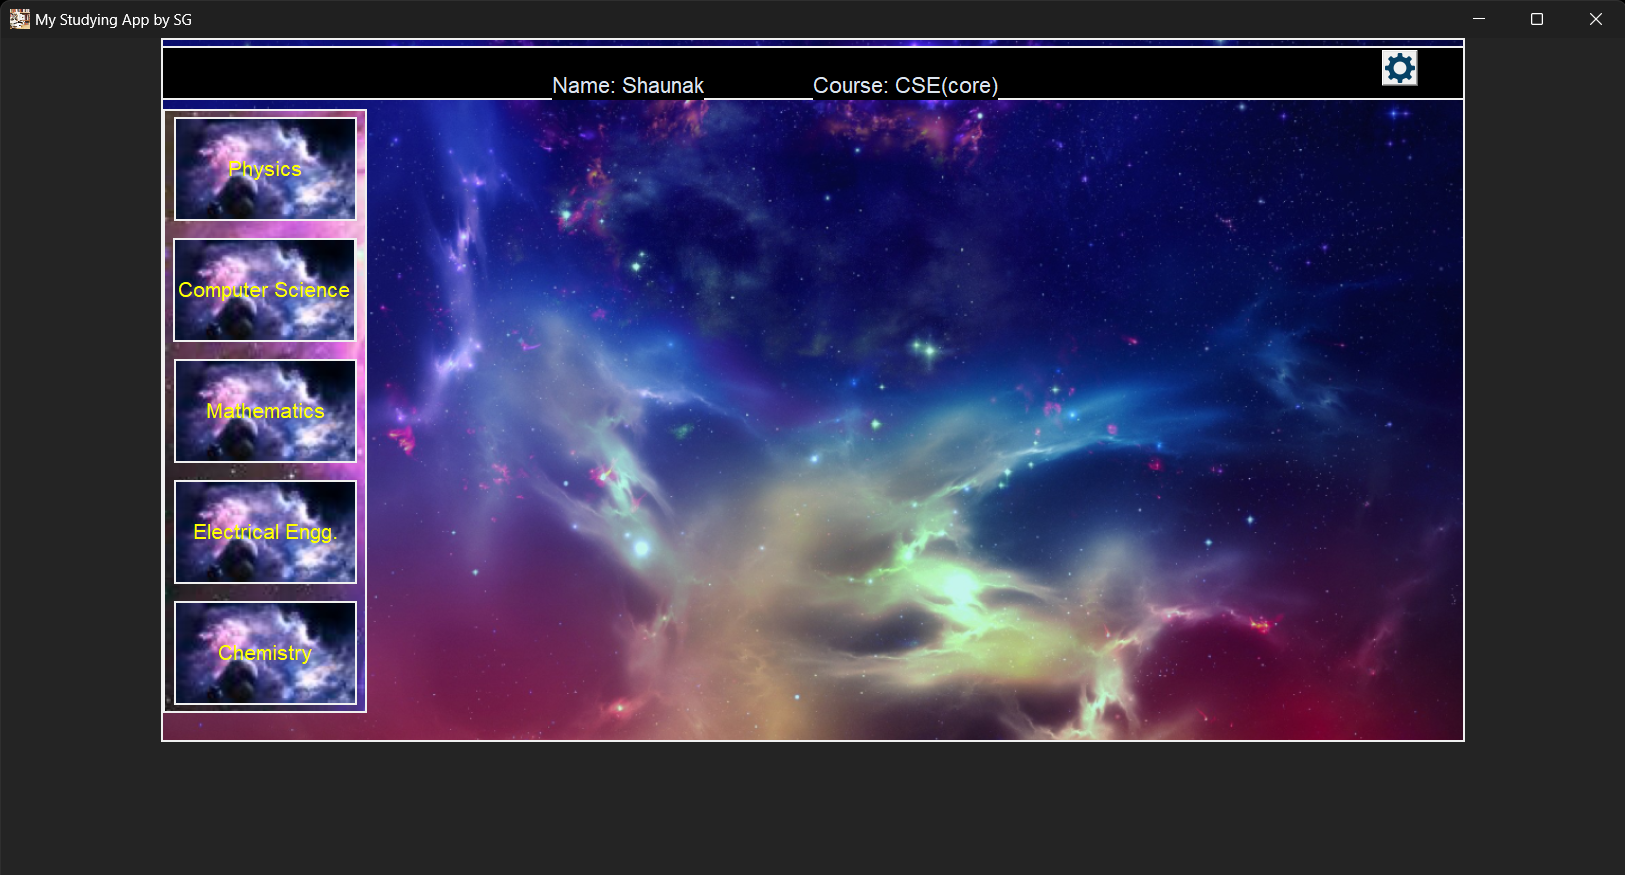 My Studying App by SG
Name: Shaunak
Course: CSE(core)
Physics
Computer Science
Mathematics
Electrical Engg.
Chemistry